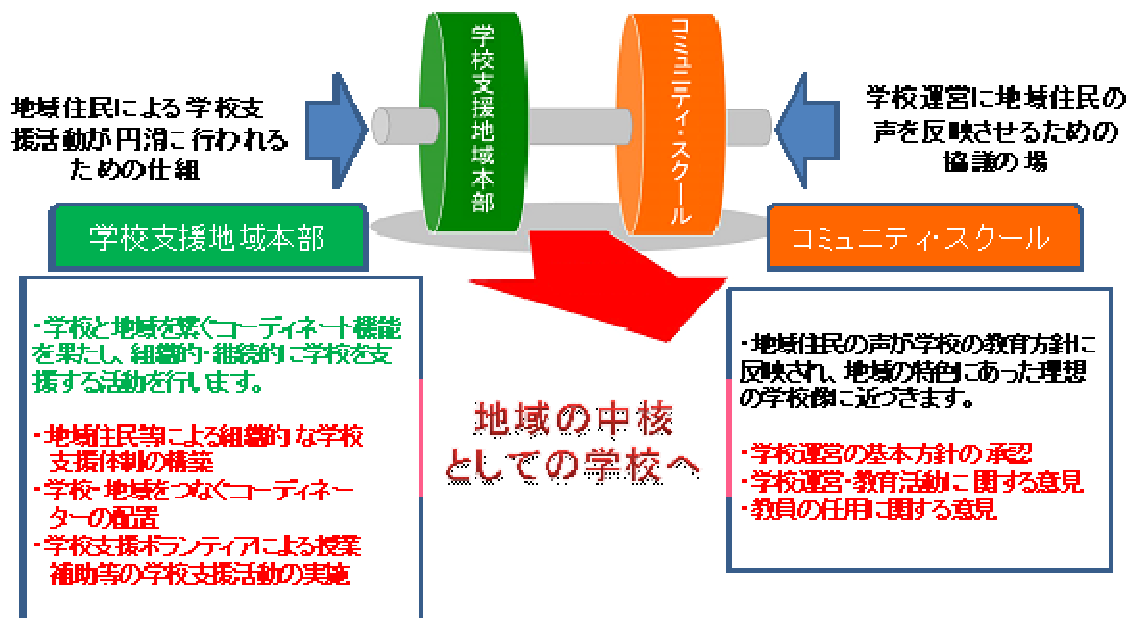 学校支援地域本部
コミュニティ・スクール
地域住民による学校支
援活動が円滑に行われる
ための仕組
学校運営に地域住民の
声を反映させるための
協議の場
学校支援地域本部
コミュニティ・スクール
・学校と地域を繋ぐコーディネート機能
を果たし、組織的・継続的に学校を支
援する活動を行います。
・地域住民等による組織的な学校
支援体制の構築
・学校・地域をつなぐコーディネー
ターの配置
・学校支援ボランティアによる授業
補助等の学校支援活動の実施
地域の中核
としての学校へ
・地域住民の声が学校の教育方針に
反映され、地域の特色にあった理想
の学校像に近づきます。
・学校運営の基本方針の承認
・学校運営・教育活動に関する意見
・教員の任用に関する意見